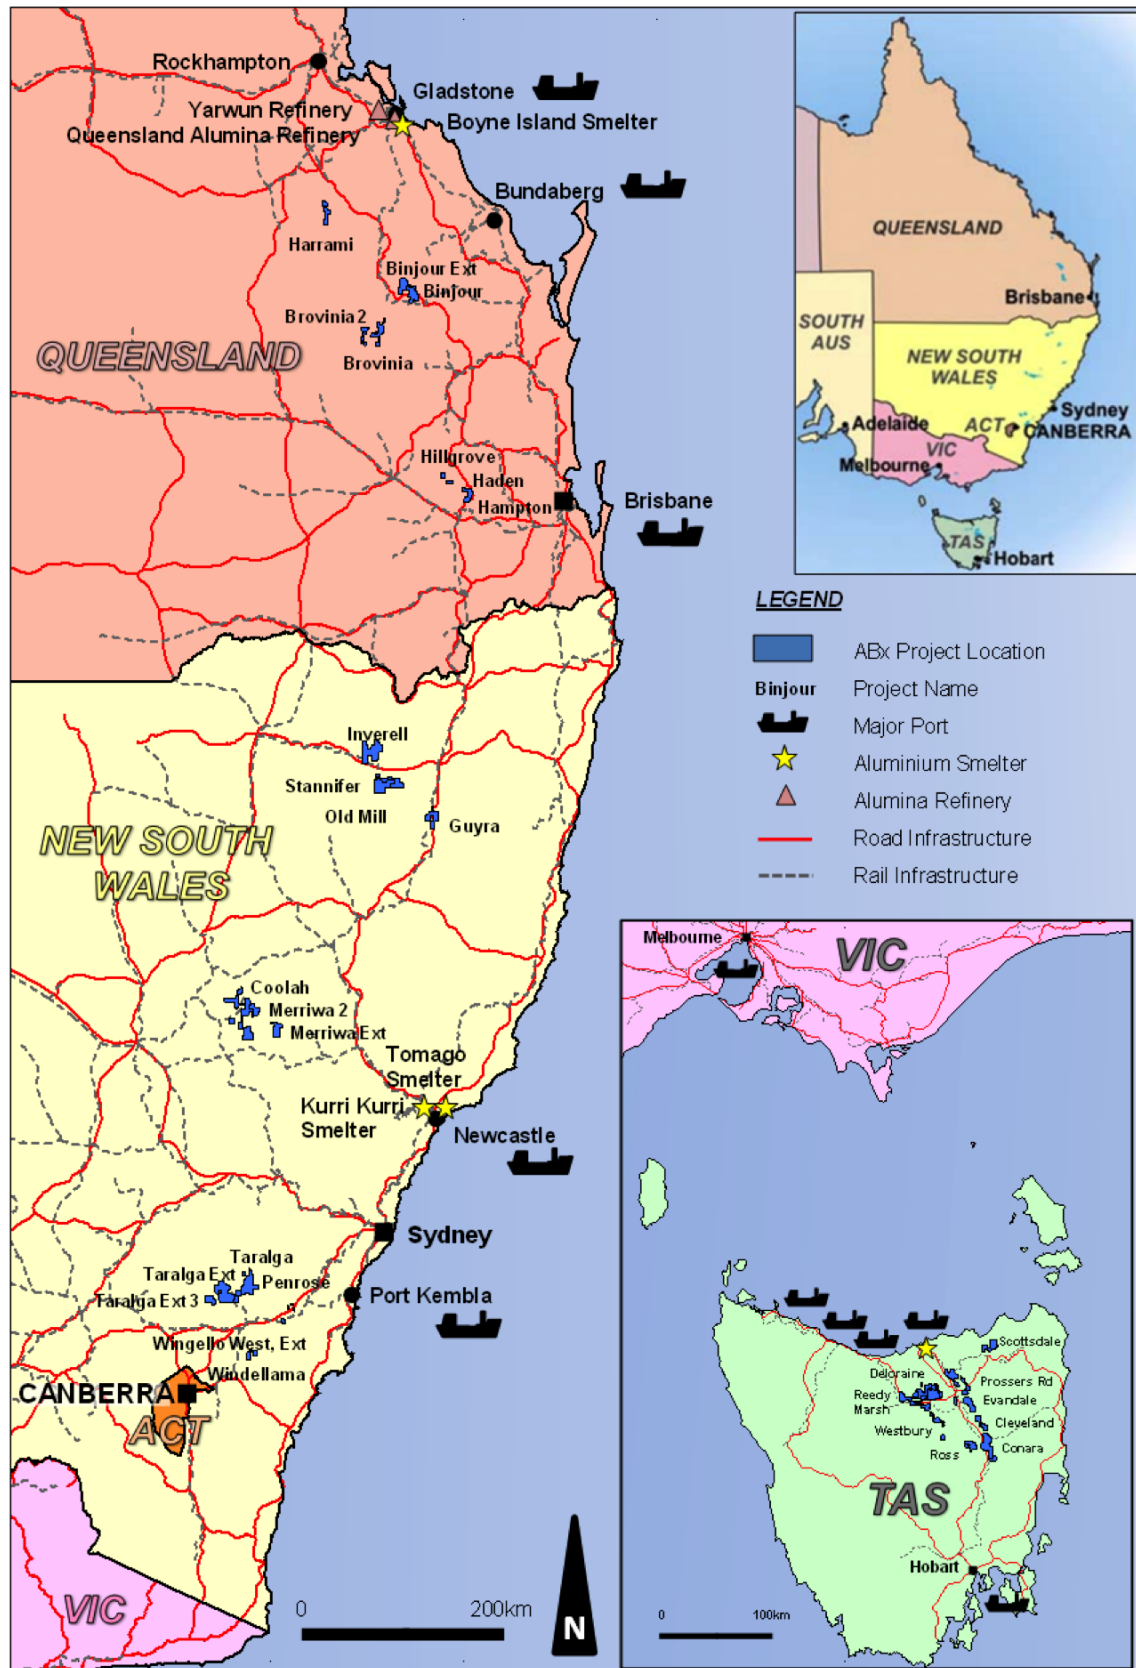 Rockhampton
Gladstone
Yarwun Refinery
Boyne Island Smelter
Queensland Alumina Refinery
Bundaberg
Harrami
Binjour Ext
Binjour
Brovinia 2
Brovinia
QUEENSLAND
Hillgrove
Haden
Hampton
Brisbane
Inverell
Stannifer
Old Mill
Guyra
NEW SOUTH
WALES
Coolah
Merriwa 2
Merriwa Ext
Tomago
Smelter
Kurri Kurri
Smelter
Newcastle
Sydney
Taralga
Taralga Ext
Penrose
Taralga Ext 3
Port Kembla
Wingello West, Ext
Windellama
CANBERRA
ACT
VIC
0
200km
N
QUEENSLAND
Brisbane
SOUTH
AUS
NEW SOUTH
WALES
Sydney
ACT
CANBERRA
Adelaide
VIC
Melbourne
TAS
Hobart
LEGEND
ABx Project Location
Binjour Project Name
Major Port
Aluminium Smelter
Alumina Refinery
Road Infrastructure
Rail Infrastructure
Melbourne
VIC
Scottsdale
Deloraine
Prossers Rd
Reedy
Marsh
Evandale
Westbury
Cleveland
Ross
Conara
TAS
Hobart
0
100km